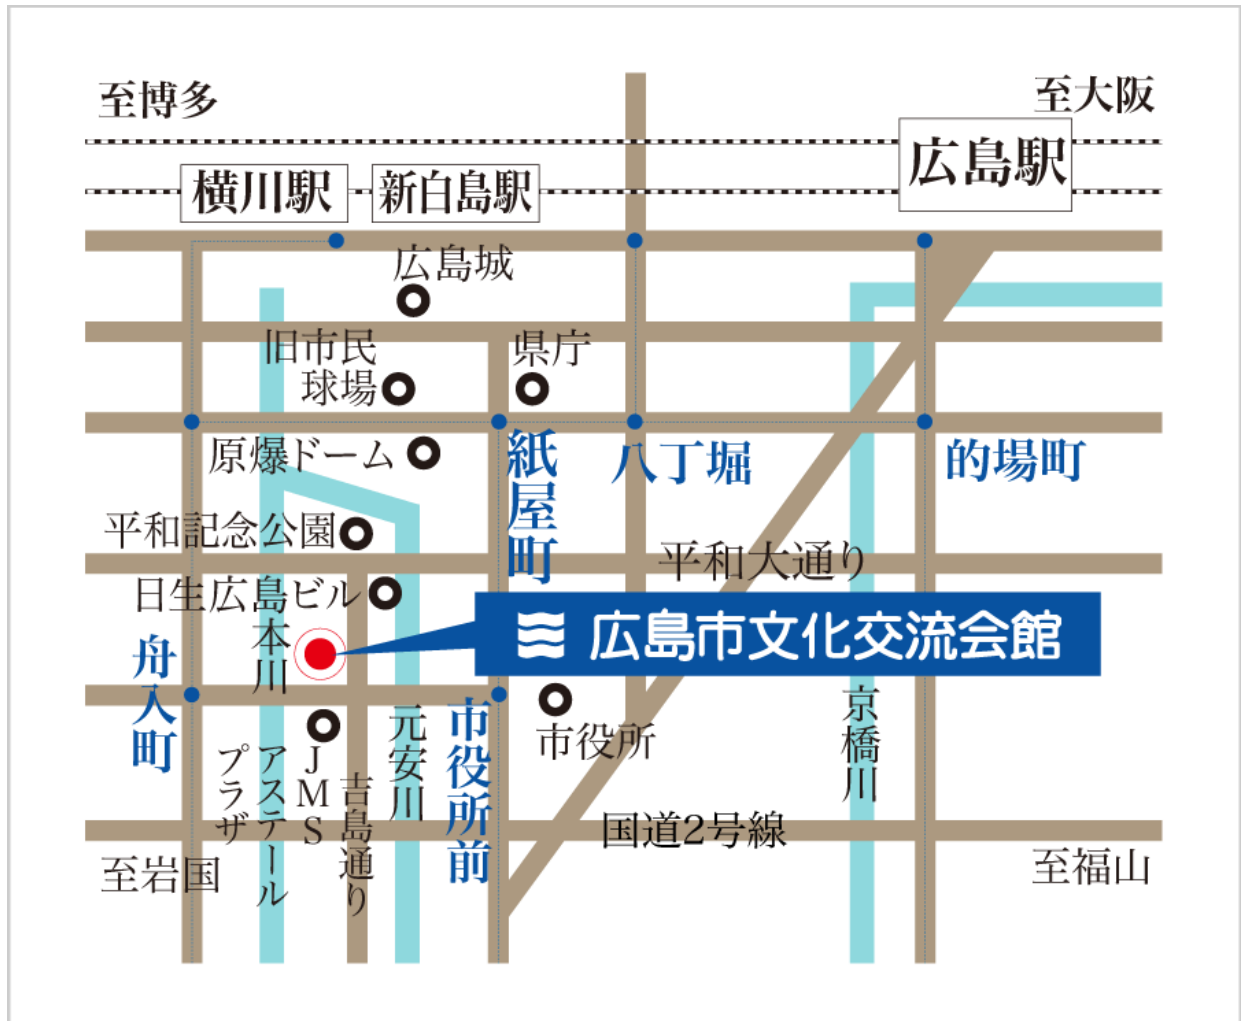 至博多
至大阪
広島駅
横川駅
新白島駅
広島城
旧市民
球場
県庁
原爆ドーム
紙屋町
八丁堀
的場町
平和記念公園
平和大通り
日生広島ビル
広島市文化交流会館
本川
舟入町
市役所前
市役所
元安川
京橋川
JMS
アステール
プラザ
吉島通り
国道2号線
至岩国
至福山